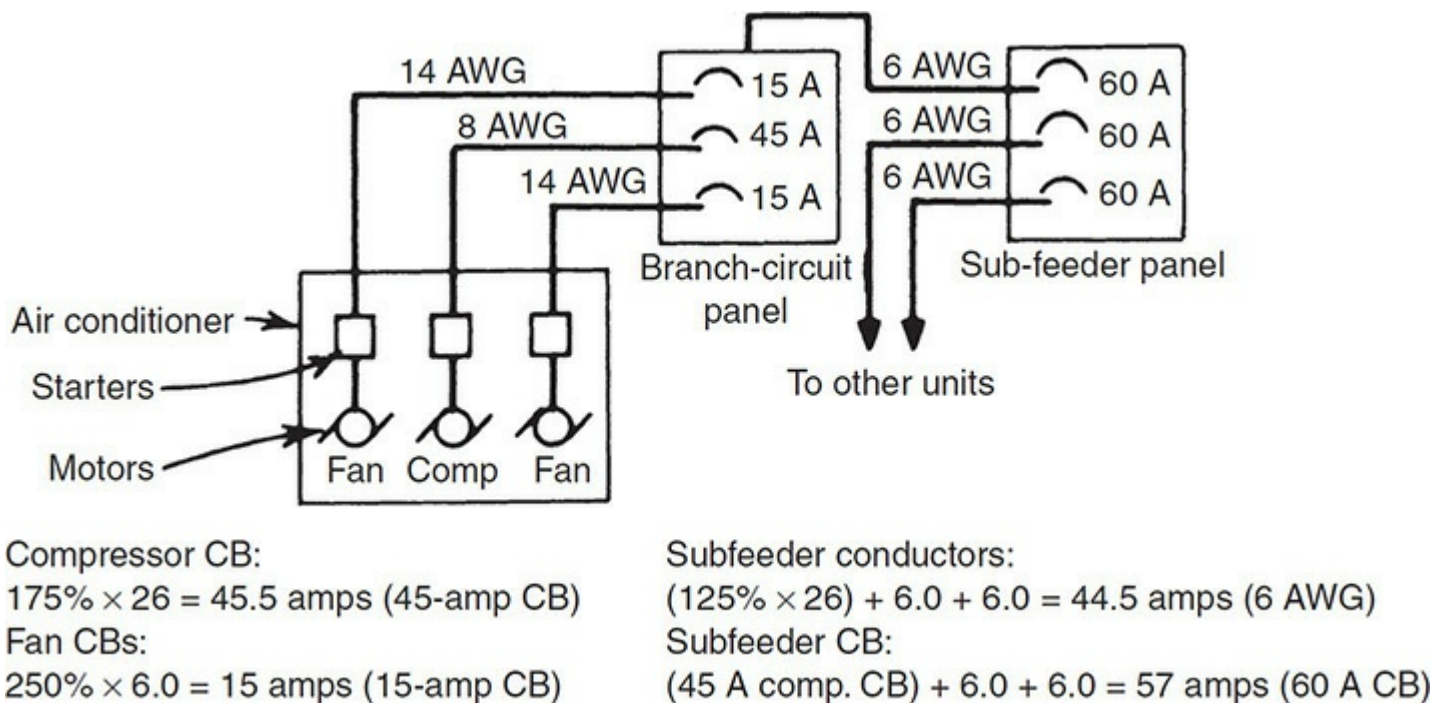 14 AWG
8 AWG
14 AWG
15 A
45 A
15 A
6 AWG
6 AWG
6 AWG
60 A
60 A
60 A
Branch-circuit
panel
Sub-feeder panel
To other units
Air conditioner
Starters
Motors
Fan
Comp
Fan
Compressor CB:
175% × 26 = 45.5 amps (45-amp CB)
Fan CBs:
250% × 6.0 = 15 amps (15-amp CB)
Subfeeder conductors:
(125% × 26) + 6.0 + 6.0 = 44.5 amps (6 AWG)
Subfeeder CB:
(45 A comp. CB) + 6.0 + 6.0 = 57 amps (60 A CB)